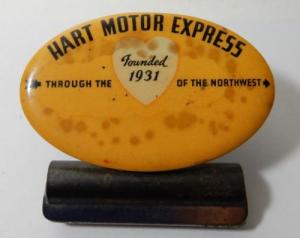 HART MOTOR EXPRESS
Founded
1931
THROUGH THE OF THE NORTHWEST